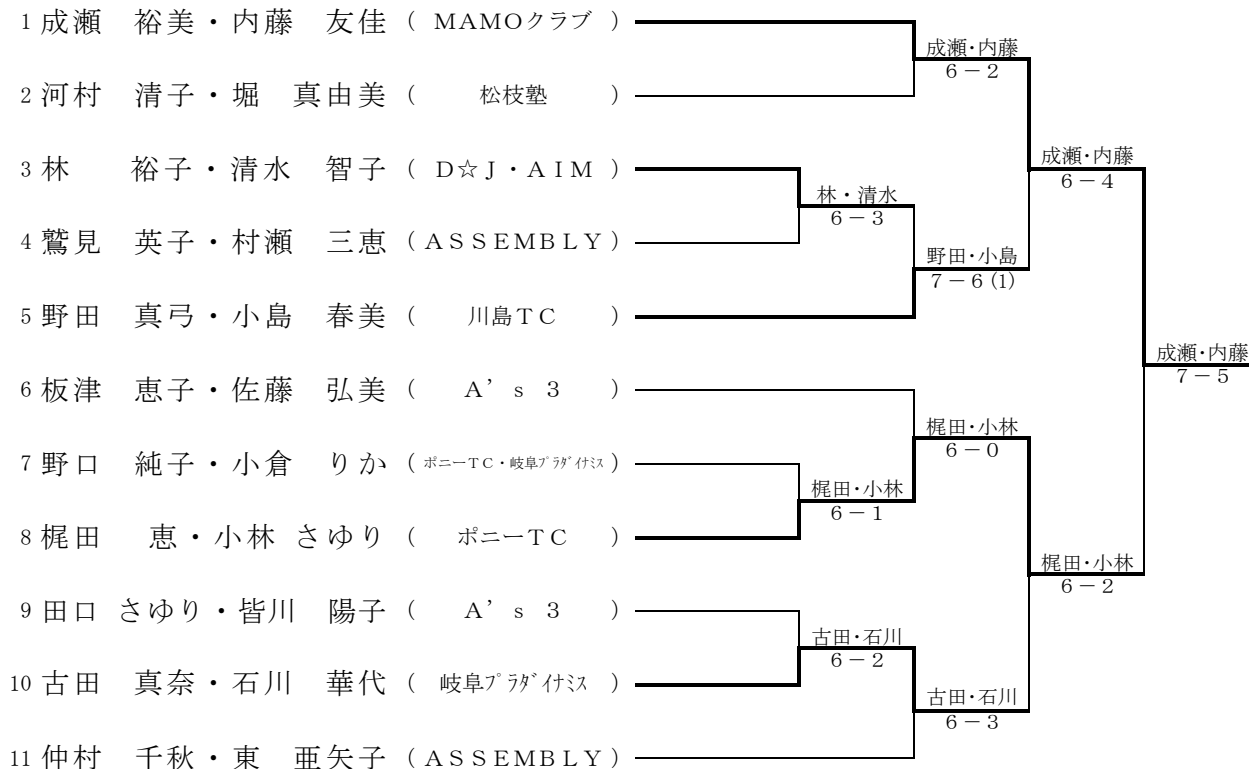 1 成瀬　裕美・内藤　友佳 ( MAMOクラブ )
成瀬・内藤
6－2
2 河村　清子・堀　真由美 ( 松枝塾 )
成瀬・内藤
6－4
3 林　裕子・清水　智子 ( D☆J・AIM )
林・清水
6－3
4 鷲見　英子・村瀬　三恵 ( ASSEMBLY )
野田・小島
7－6 (1)
5 野田　真弓・小島　春美 ( 川島TC )
成瀬・内藤
7－5
6 板津　恵子・佐藤　弘美 ( A's 3 )
梶田・小林
6－0
7 野口　純子・小倉　りか ( ポニーTC・岐阜プラダイナミス )
梶田・小林
6－1
8 梶田　恵・小林 さゆり ( ポニーTC )
梶田・小林
6－2
9 田口 さゆり・皆川　陽子 ( A's 3 )
古田・石川
6－2
10 古田　真奈・石川　華代 ( 岐阜プラダイナミス )
古田・石川
6－3
11 仲村　千秋・東　亜矢子 ( ASSEMBLY )